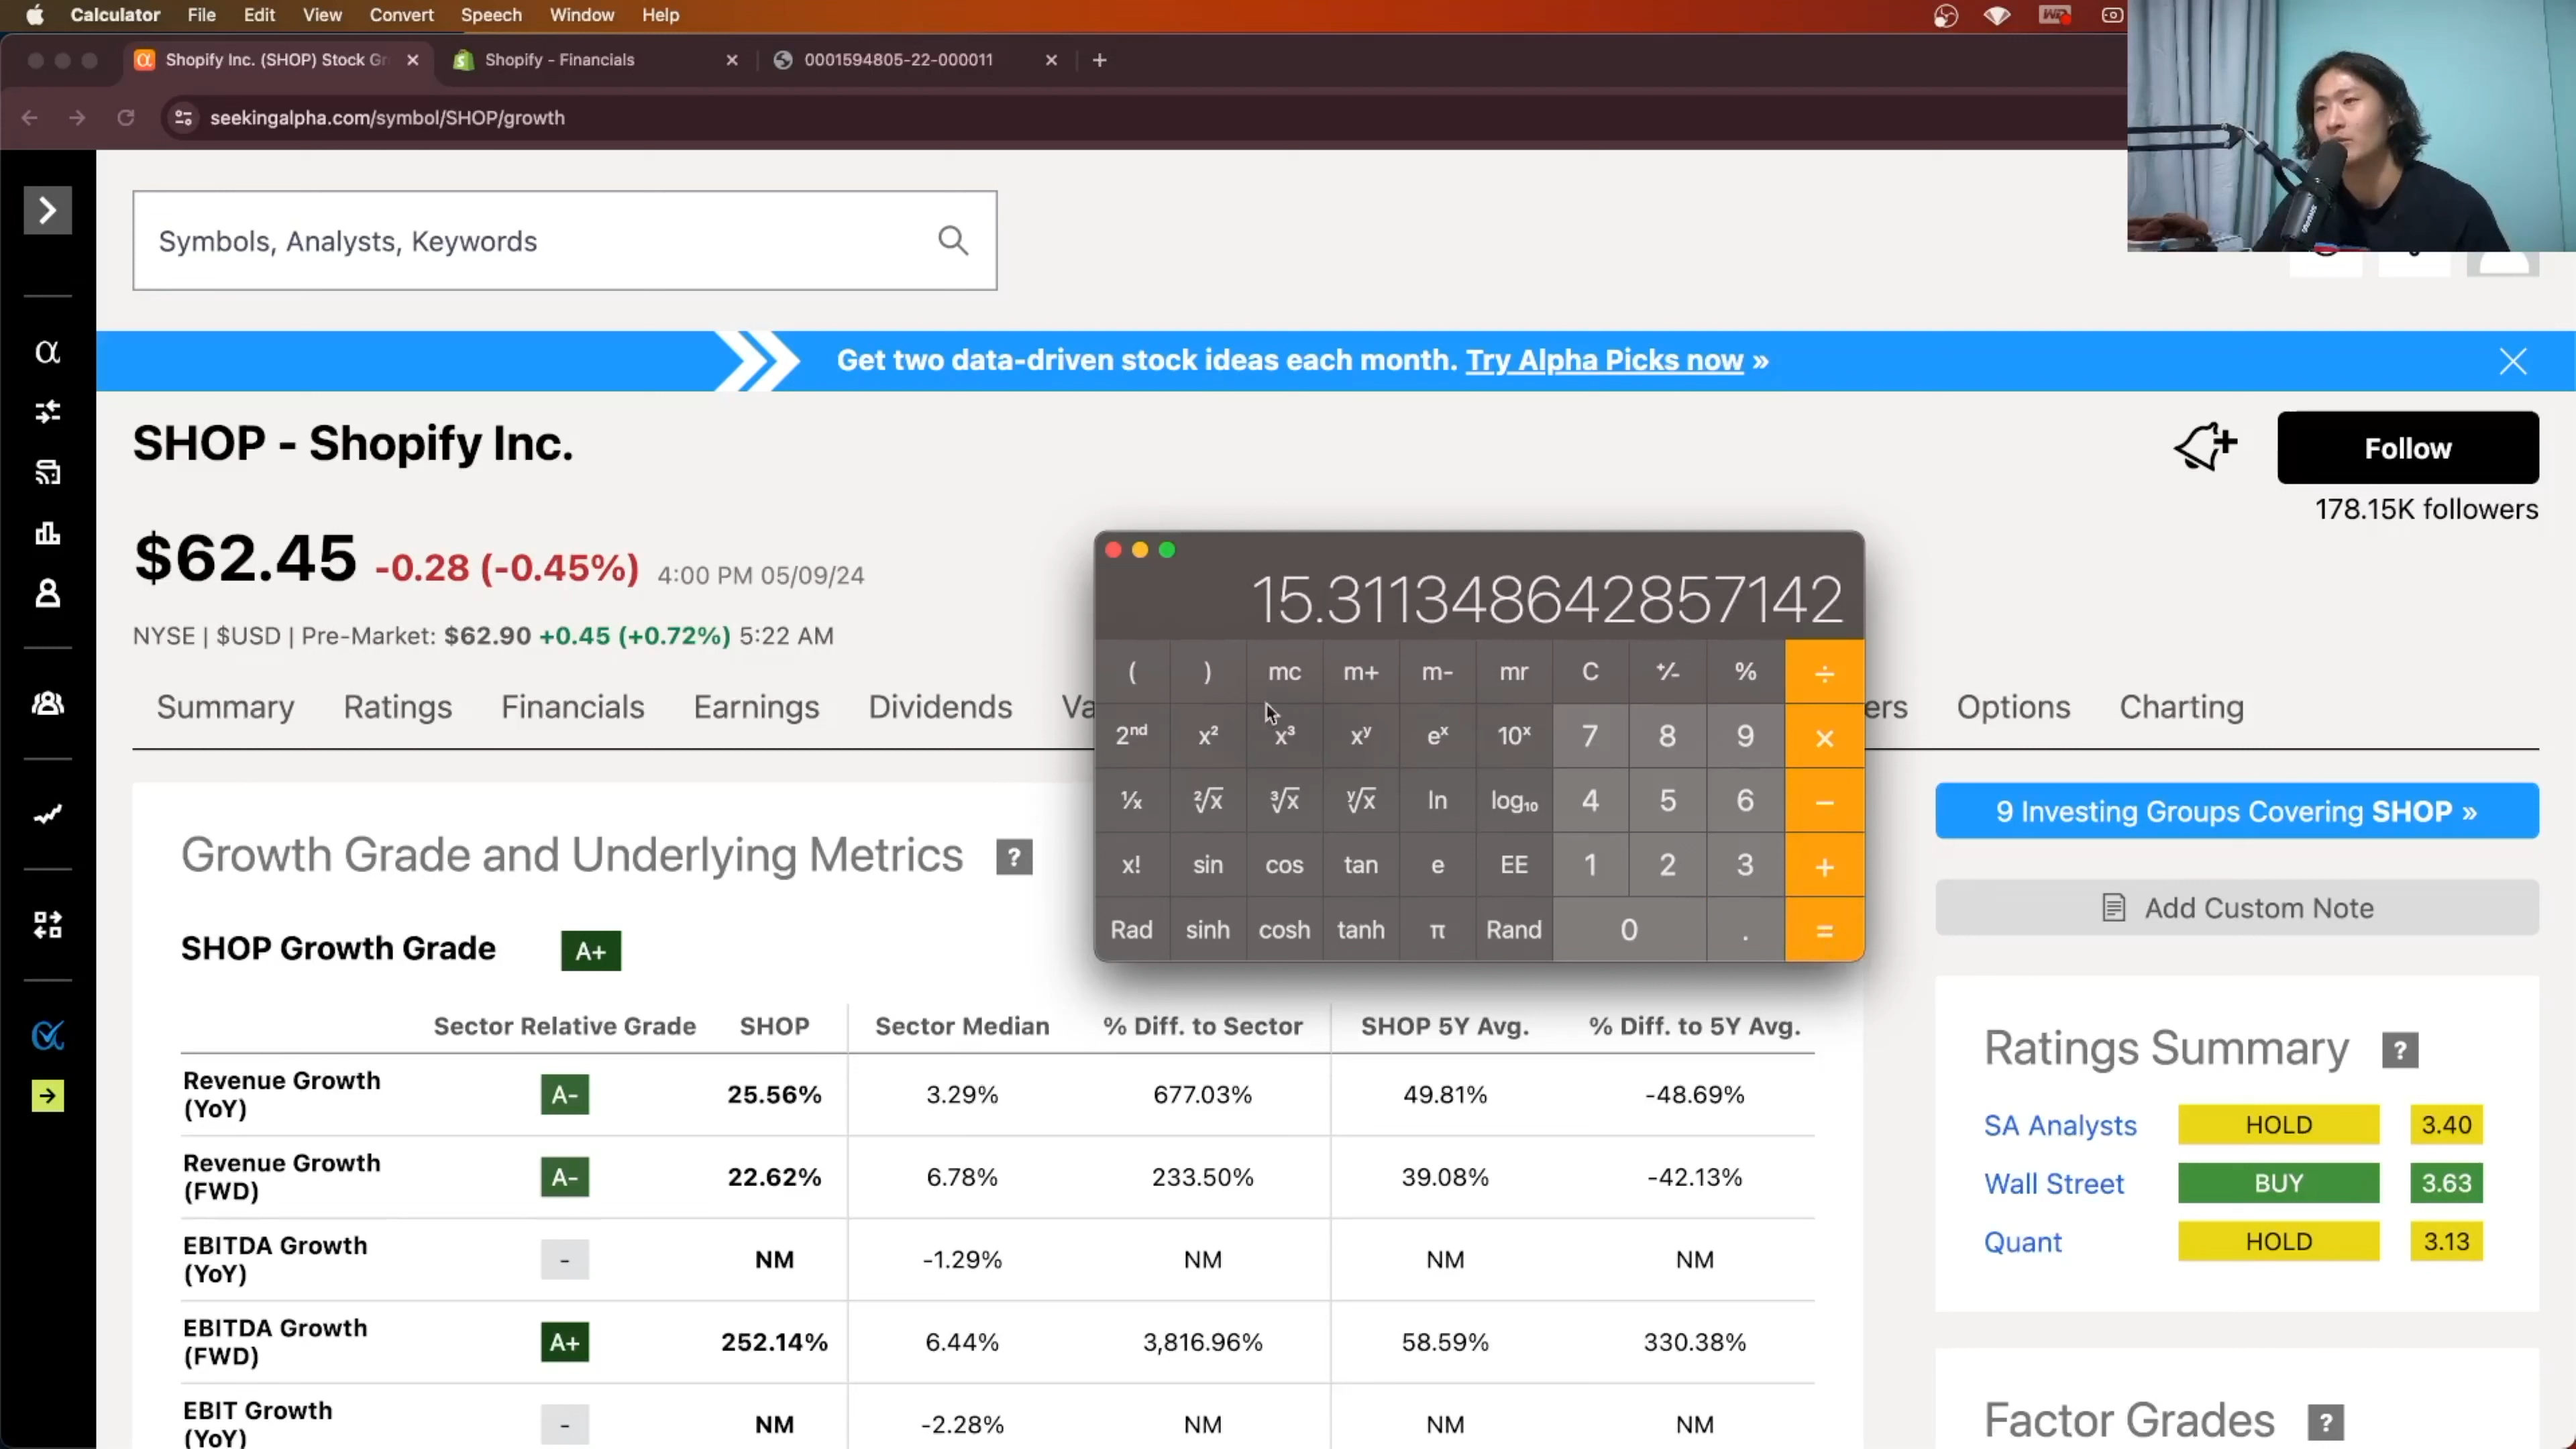 Calculator File Edit View Convert Speech Window Help
Shopify Inc. (SHOP) Stock Gr
Shopify - Financials
0001594805-22-000011
seekingalpha.com/symbol/SHOP/growth
Symbols, Analysts, Keywords
Get two data-driven stock ideas each month. Try Alpha Picks now »
SHOP - Shopify Inc.
Follow
178.15K followers
$62.45 -0.28 (-0.45%) 4:00 PM 05/09/24
NYSE | $USD | Pre-Market: $62.90 +0.45 (+0.72%) 5:22 AM
Summary Ratings Financials Earnings Dividends Va
ers Options Charting
15.311348642857142
( ) mc m+ m- mr C +/- % ÷
2nd x² x³ xʸ eˣ 10ˣ 7 8 9 ×
1/x ²√x ³√x ʸ√x ln log₁₀ 4 5 6 −
x! sin cos tan e EE 1 2 3 +
Rad sinh cosh tanh π Rand 0 . =
Growth Grade and Underlying Metrics ?
SHOP Growth Grade A+
Sector Relative Grade SHOP Sector Median % Diff. to Sector SHOP 5Y Avg. % Diff. to 5Y Avg.
Revenue Growth
(YoY) A- 25.56% 3.29% 677.03% 49.81% -48.69%
Revenue Growth
(FWD) A- 22.62% 6.78% 233.50% 39.08% -42.13%
EBITDA Growth
(YoY) - NM -1.29% NM NM NM
EBITDA Growth
(FWD) A+ 252.14% 6.44% 3,816.96% 58.59% 330.38%
EBIT Growth
(YoY) - NM -2.28% NM NM NM
9 Investing Groups Covering SHOP »
Add Custom Note
Ratings Summary ?
SA Analysts HOLD 3.40
Wall Street BUY 3.63
Quant HOLD 3.13
Factor Grades ?